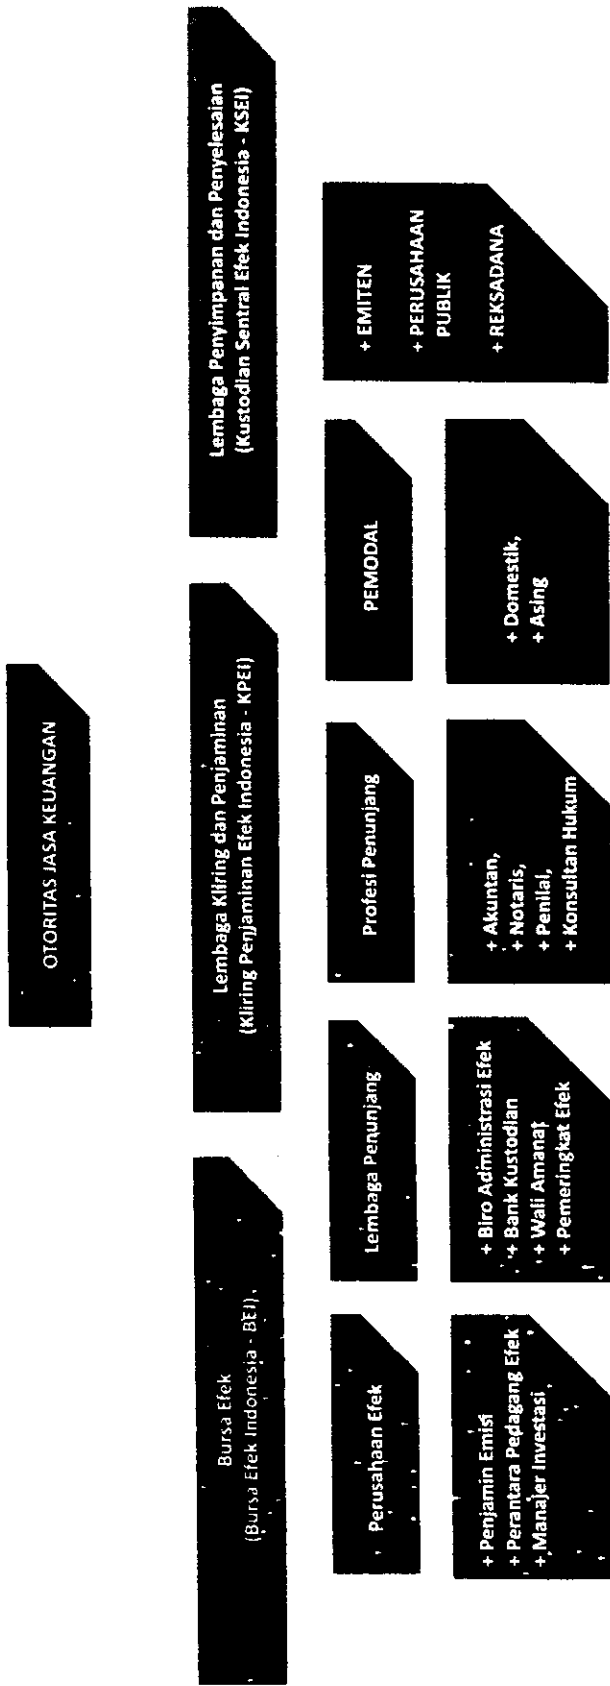 OTORITAS JASA KEUANGAN
Bursa Efek
(Bursa Efek Indonesia - BEI)
Lembaga Kliring dan Penjaminan
(Kliring Penjaminan Efek Indonesia - KPEI)
Lembaga Penyimpanan dan Penyelesaian
(Kustodian Sentral Efek Indonesia - KSEI)
Perusahaan Efek
Lembaga Penunjang
Profesi Penunjang
PEMODAL
+ EMITEN
+ PERUSAHAAN
PUBLIK
+ REKSADANA
+ Penjamin Emisi
+ Perantara Pedagang Efek
+ Manajer Investasi
+ Biro Administrasi Efek
+ Bank Kustodian
+ Wali Amanat
+ Pemeringkat Efek
+ Akuntan,
+ Notaris,
+ Penilai,
+ Konsultan Hukum
+ Domestik,
+ Asing